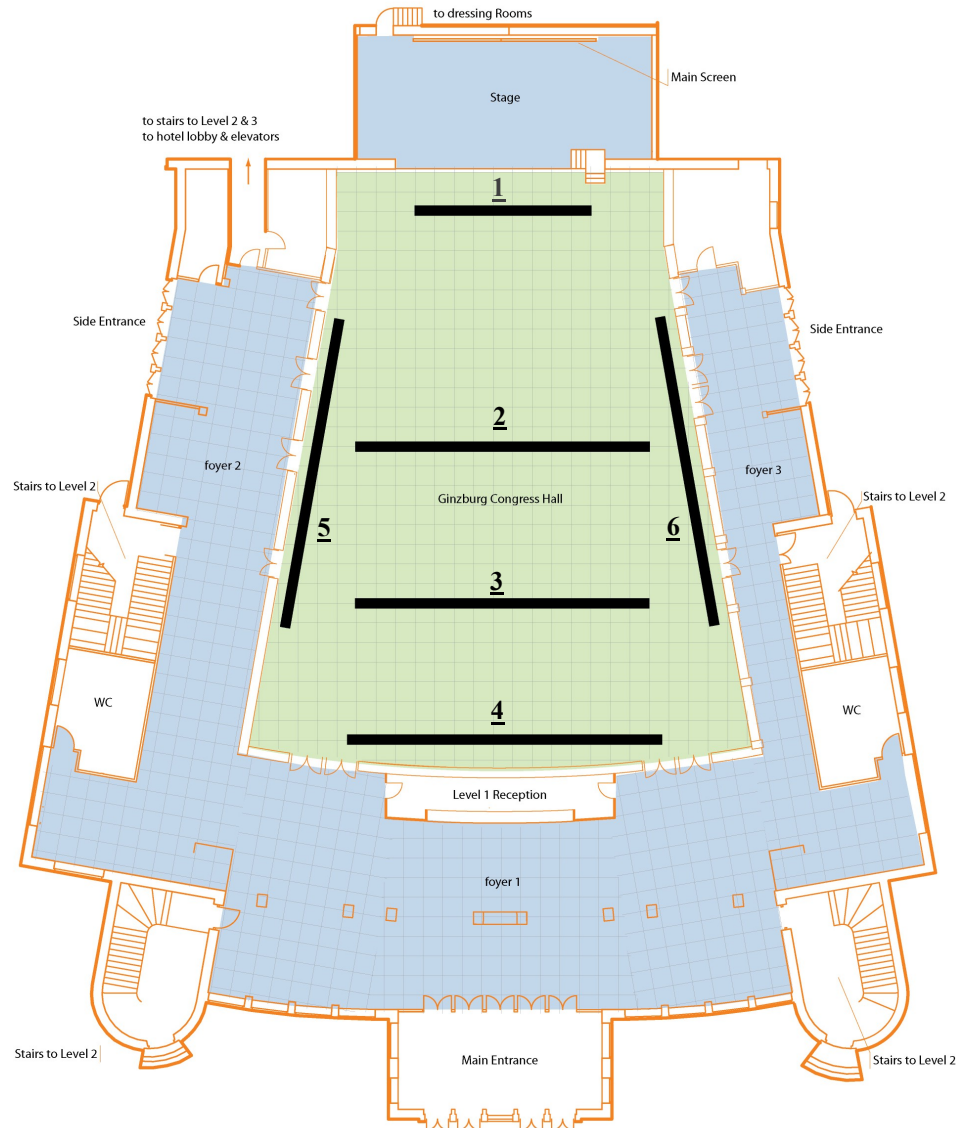 to dressing Rooms
Main Screen
Stage
to stairs to Level 2 & 3
to hotel lobby & elevators
1
Side Entrance
Side Entrance
2
foyer 2
foyer 3
Stairs to Level 2
Ginzburg Congress Hall
Stairs to Level 2
5
6
3
WC
WC
4
Level 1 Reception
foyer 1
Stairs to Level 2
Main Entrance
Stairs to Level 2